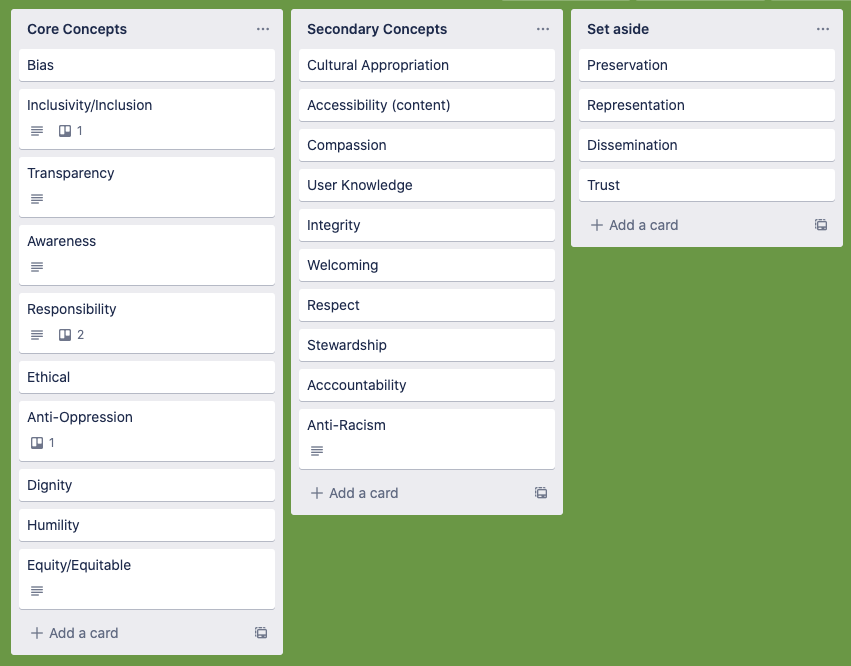 Core Concepts
Bias
Inclusivity/Inclusion
1
Transparency
Awareness
Responsibility
2
Ethical
Anti-Oppression
1
Dignity
Humility
Equity/Equitable
Add a card
Secondary Concepts
Cultural Appropriation
Accessibility (content)
Compassion
User Knowledge
Integrity
Welcoming
Respect
Stewardship
Acccountability
Anti-Racism
Add a card
Set aside
Preservation
Representation
Dissemination
Trust
Add a card